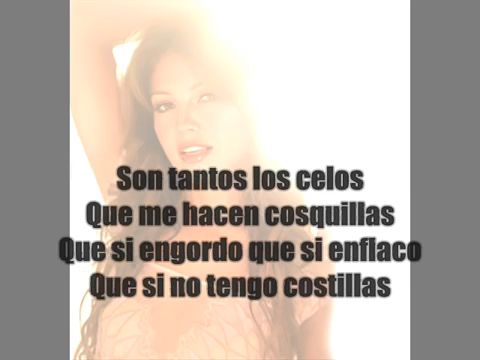 Son tantos los celos
Que me hacen cosquillas
Que si engordo que si enflaco
Que si no tengo costillas